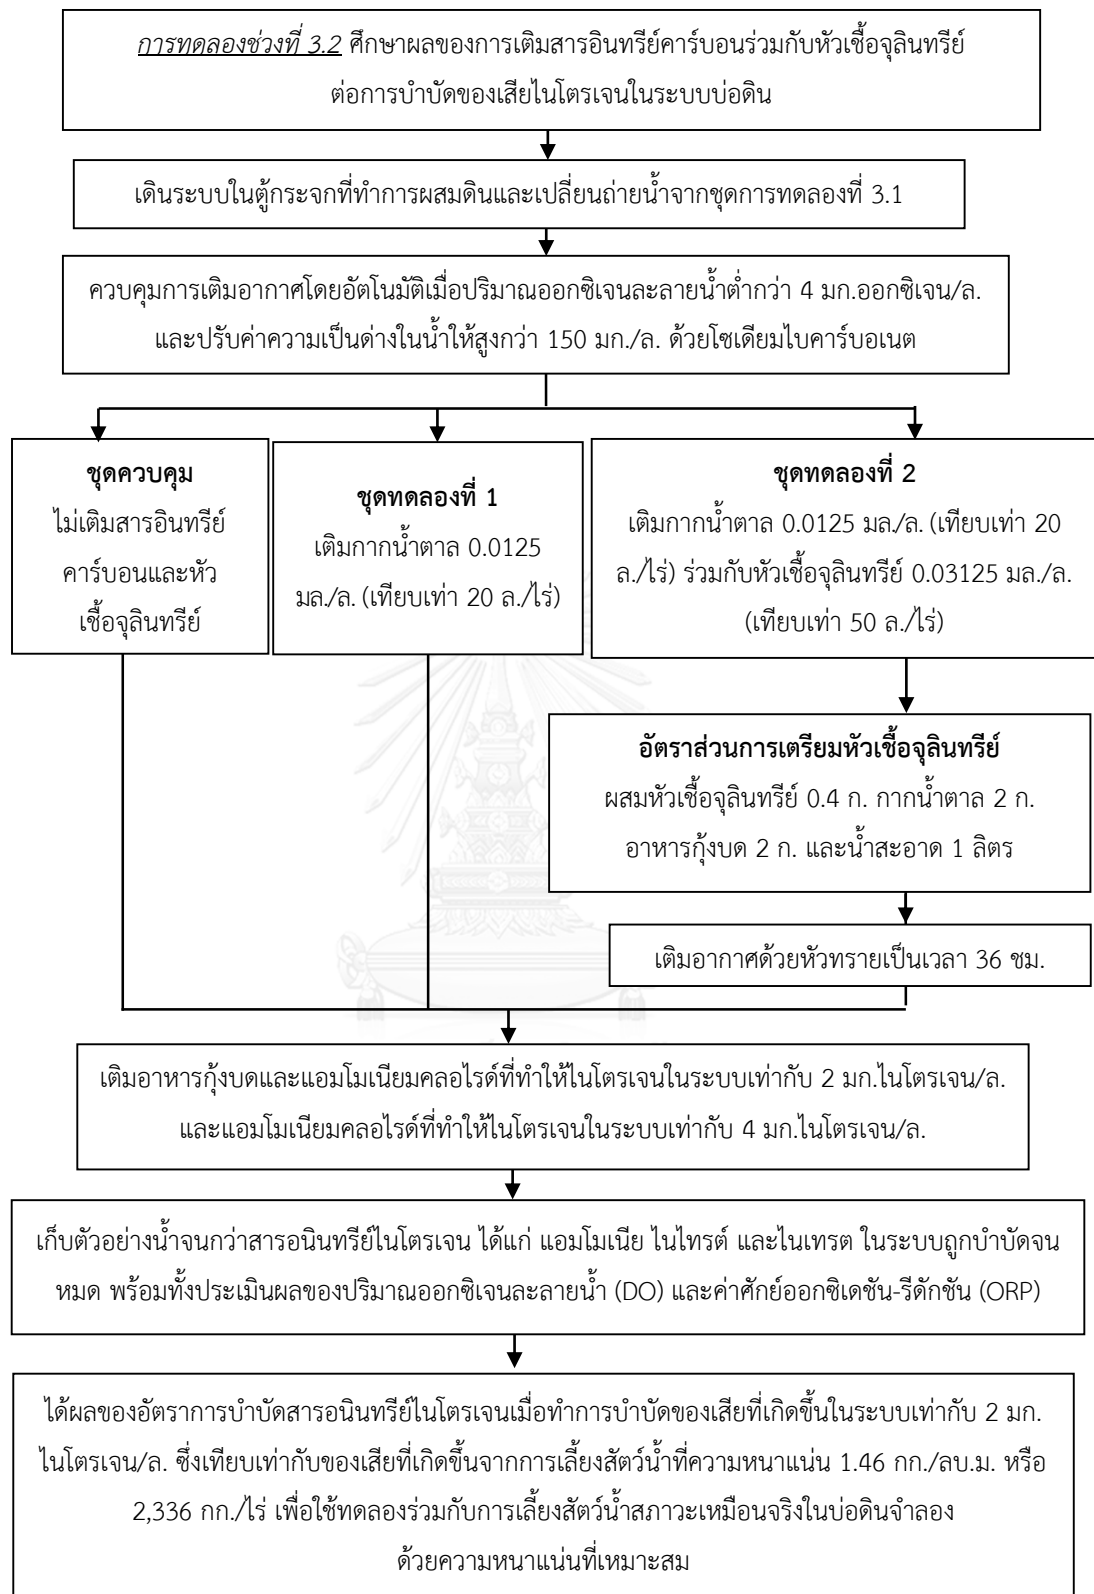 การทดลองช่วงที่ 3.2 ศึกษาผลของการเติมสารอินทรีย์คาร์บอนร่วมกับหัวเชื้อจุลินทรีย์
ต่อการบำบัดของเสียไนโตรเจนในระบบบ่อดิน
เดินระบบในตู้กระจกที่ทำการผสมดินและเปลี่ยนถ่ายน้ำจากชุดการทดลองที่ 3.1
ควบคุมการเติมอากาศโดยอัตโนมัติเมื่อปริมาณออกซิเจนละลายน้ำต่ำกว่า 4 มก.ออกซิเจน/ล.
และปรับค่าความเป็นด่างในน้ำให้สูงกว่า 150 มก./ล. ด้วยโซเดียมไบคาร์บอเนต
ชุดควบคุม
ไม่เติมสารอินทรีย์
คาร์บอนและหัว
เชื้อจุลินทรีย์
ชุดทดลองที่ 1
เติมกากน้ำตาล 0.0125
มล./ล. (เทียบเท่า 20 ล./ไร่)
ชุดทดลองที่ 2
เติมกากน้ำตาล 0.0125 มล./ล. (เทียบเท่า 20
ล./ไร่) ร่วมกับหัวเชื้อจุลินทรีย์ 0.03125 มล./ล.
(เทียบเท่า 50 ล./ไร่)
อัตราส่วนการเตรียมหัวเชื้อจุลินทรีย์
ผสมหัวเชื้อจุลินทรีย์ 0.4 ก. กากน้ำตาล 2 ก.
อาหารกุ้งบด 2 ก. และน้ำสะอาด 1 ลิตร
เติมอากาศด้วยหัวทรายเป็นเวลา 36 ชม.
เติมอาหารกุ้งบดและแอมโมเนียมคลอไรด์ที่ทำให้ไนโตรเจนในระบบเท่ากับ 2 มก.ไนโตรเจน/ล.
และแอมโมเนียมคลอไรด์ที่ทำให้ไนโตรเจนในระบบเท่ากับ 4 มก.ไนโตรเจน/ล.
เก็บตัวอย่างน้ำจนกว่าสารอนินทรีย์ไนโตรเจน ได้แก่ แอมโมเนีย ไนไทรต์ และไนเทรต ในระบบถูกบำบัดจน
หมด พร้อมทั้งประเมินผลของปริมาณออกซิเจนละลายน้ำ (DO) และค่าศักย์ออกซิเดชัน-รีดักชัน (ORP)
ได้ผลของอัตราการบำบัดสารอนินทรีย์ไนโตรเจนเมื่อทำการบำบัดของเสียที่เกิดขึ้นในระบบเท่ากับ 2 มก.
ไนโตรเจน/ล. ซึ่งเทียบเท่ากับของเสียที่เกิดขึ้นจากการเลี้ยงสัตว์น้ำที่ความหนาแน่น 1.46 กก./ลบ.ม. หรือ
2,336 กก./ไร่ เพื่อใช้ทดลองร่วมกับการเลี้ยงสัตว์น้ำสภาวะเหมือนจริงในบ่อดินจำลอง
ด้วยความหนาแน่นที่เหมาะสม